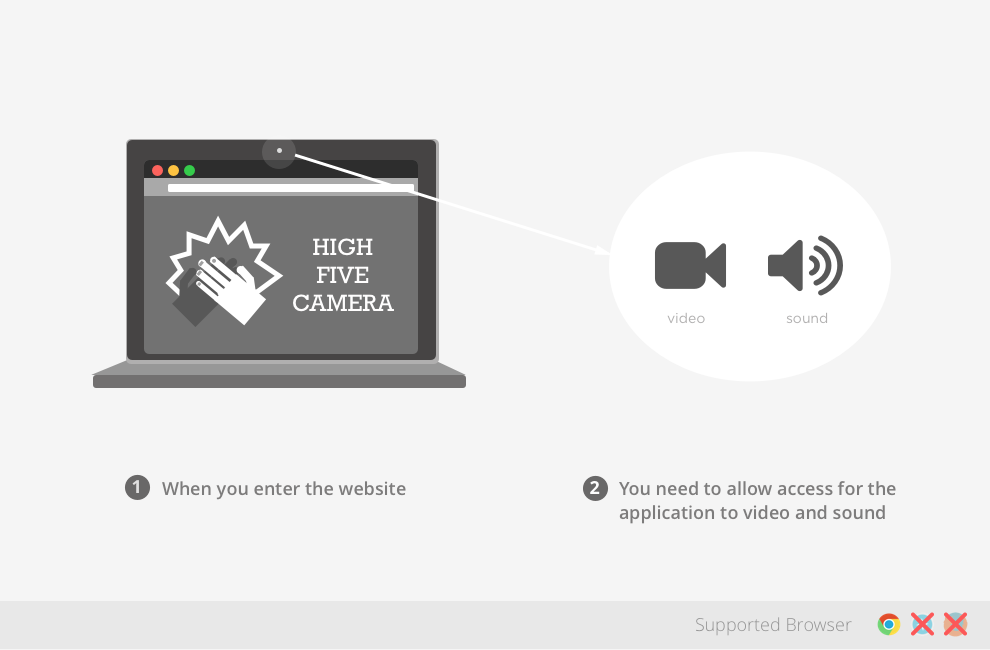 HIGH
FIVE
CAMERA
video
sound
1 When you enter the website
2 You need to allow access for the
application to video and sound
Supported Browser